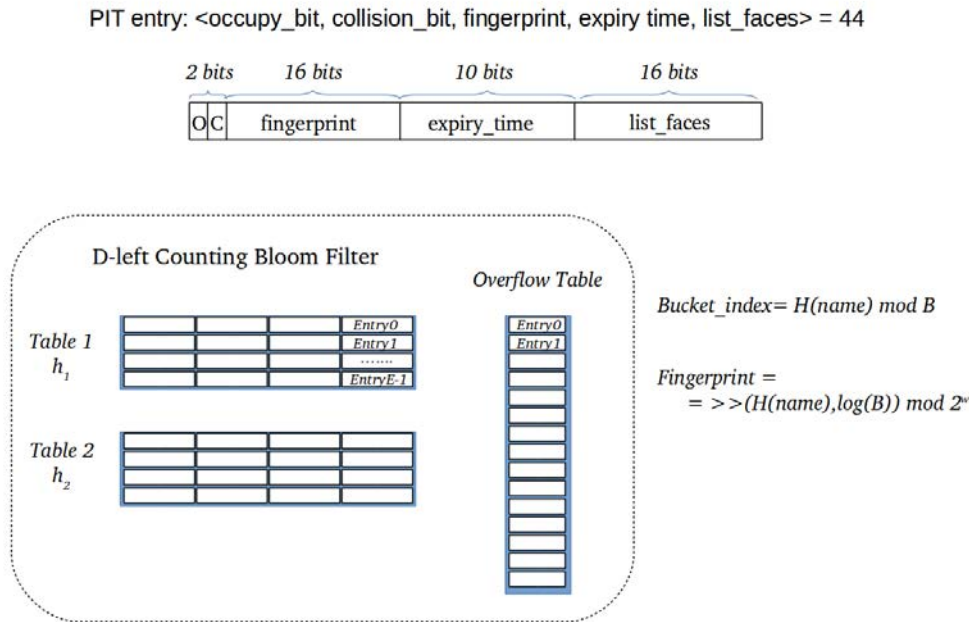 PIT entry: <occupy_bit, collision_bit, fingerprint, expiry time, list_faces> = 44
2 bits 16 bits 10 bits 16 bits
O C fingerprint expiry_time list_faces
D-left Counting Bloom Filter
Overflow Table
Table 1
h1
Entry0
Entry1
.......
EntryE-1
Table 2
h2
Entry0
Entry1
Bucket_index= H(name) mod B
Fingerprint =
= >>(H(name),log(B)) mod 2^w